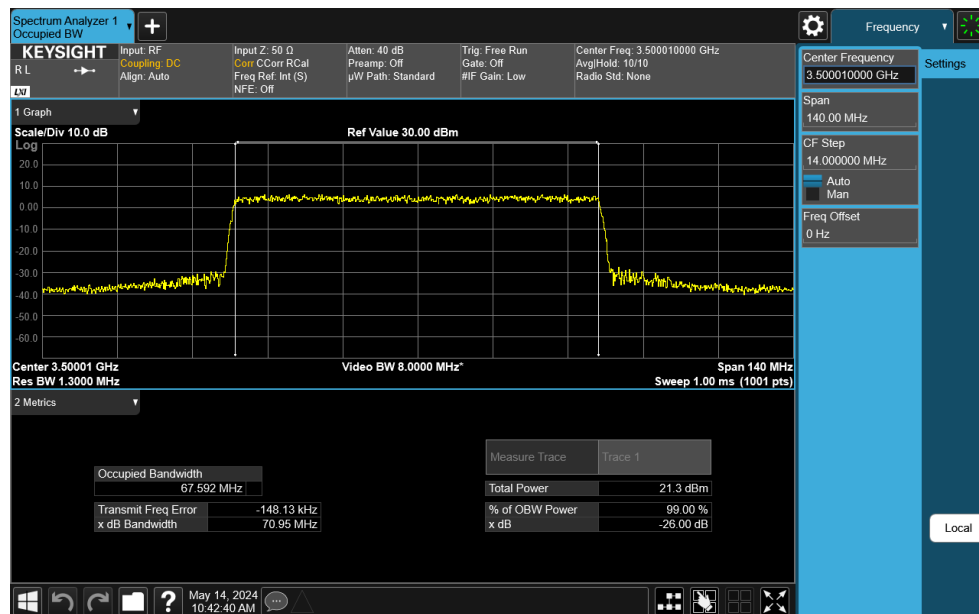 Spectrum Analyzer 1
Occupied BW
+
KEYSIGHT
R L
LXI
Input: RF
Coupling: DC
Align: Auto
Input Z: 50 Ω
Corr CCorr RCal
Freq Ref: Int (S)
NFE: Off
Atten: 40 dB
Preamp: Off
µW Path: Standard
Trig: Free Run
Gate: Off
#IF Gain: Low
Center Freq: 3.500010000 GHz
Avg|Hold: 10/10
Radio Std: None
1 Graph
Scale/Div 10.0 dB
Ref Value 30.00 dBm
Log
20.0
10.0
0.00
-10.0
-20.0
-30.0
-40.0
-50.0
-60.0
Center 3.50001 GHz
Video BW 8.0000 MHz*
Span 140 MHz
Res BW 1.3000 MHz
Sweep 1.00 ms (1001 pts)
2 Metrics
Measure Trace Trace 1
Occupied Bandwidth
67.592 MHz
Total Power 21.3 dBm
Transmit Freq Error -148.13 kHz
% of OBW Power 99.00 %
x dB Bandwidth 70.95 MHz
x dB -26.00 dB
?
May 14, 2024
10:42:40 AM
Frequency
Settings
Center Frequency
3.500010000 GHz
Span
140.00 MHz
CF Step
14.000000 MHz
Auto
Man
Freq Offset
0 Hz
Local